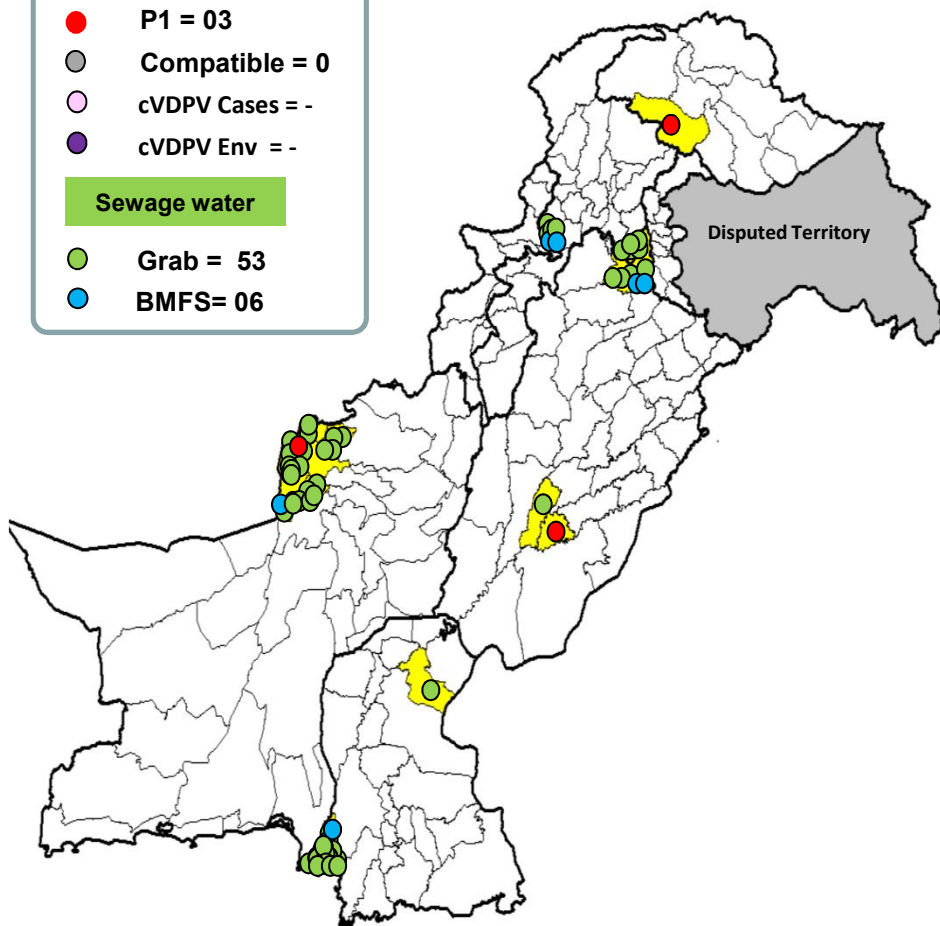 P1 = 03
Compatible = 0
cVDPV Cases = -
cVDPV Env = -
Sewage water
Grab = 53
BMFS= 06
Disputed Territory